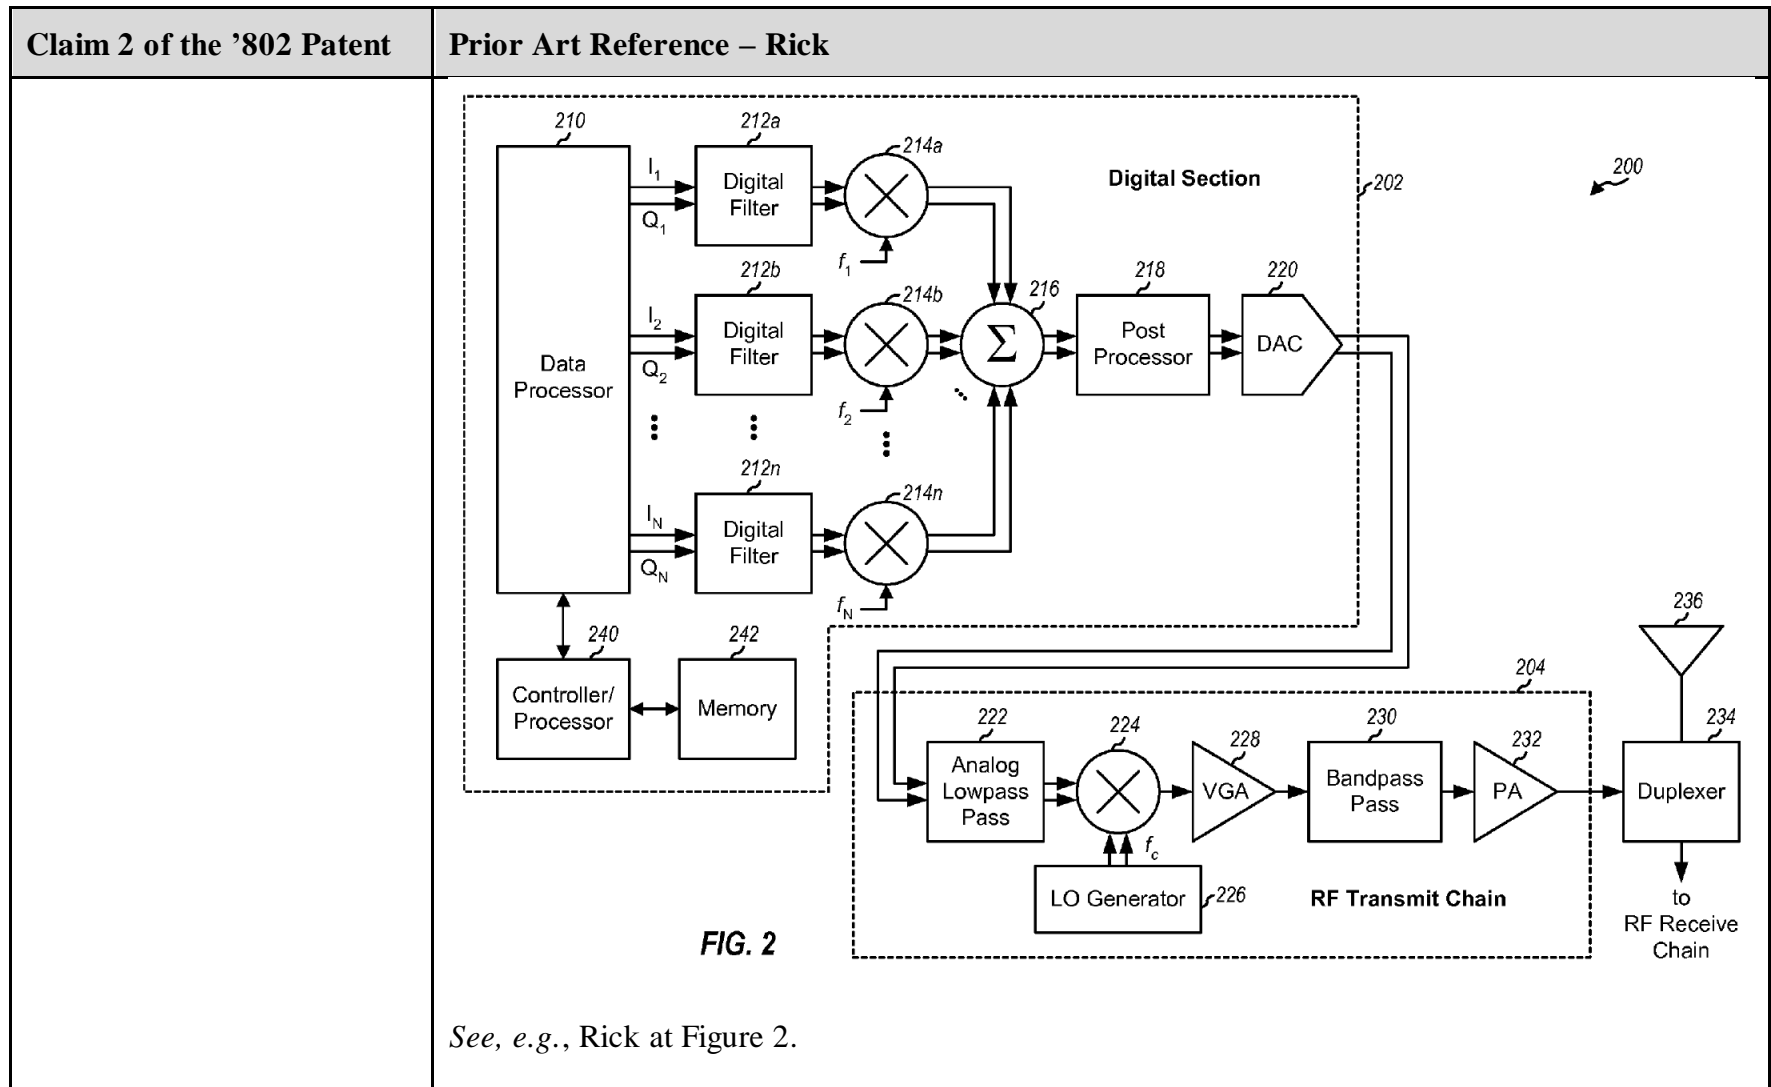 Claim 2 of the ’802 Patent
Prior Art Reference – Rick
210
212a
214a
I1
Q1
Digital
Filter
f1
Digital Section
202
200
212b
214b
I2
Q2
Digital
Filter
f2
216
Σ
218
Post
Processor
220
DAC
Data
Processor
212n
214n
IN
QN
Digital
Filter
fN
240
Controller/
Processor
242
Memory
236
204
222
Analog
Lowpass
Pass
224
fc
228
VGA
230
Bandpass
Pass
232
PA
234
Duplexer
LO Generator
226
RF Transmit Chain
to
RF Receive
Chain
FIG. 2
See, e.g., Rick at Figure 2.